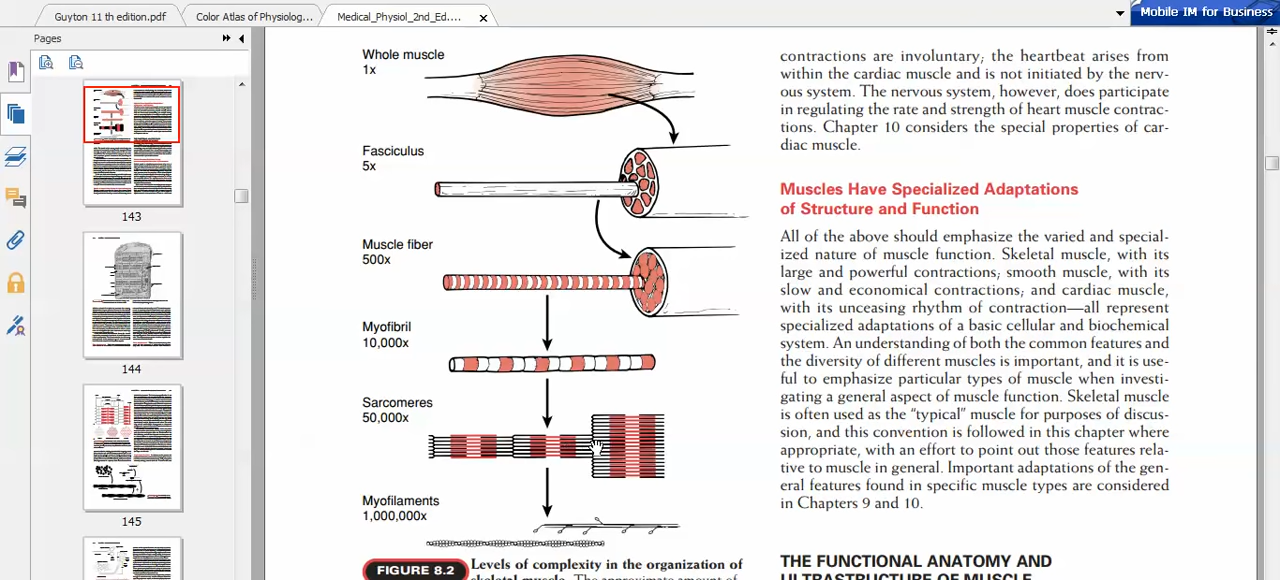 Guyton 11 th edition.pdf
Color Atlas of Physiolog...
Medical_Physiol_2nd_Ed....
Mobile IM for Business
Pages
143
144
145
Whole muscle
1x
Fasciculus
5x
Muscle fiber
500x
Myofibril
10,000x
Sarcomeres
50,000x
Myofilaments
1,000,000x
FIGURE 8.2
Levels of complexity in the organization of
skeletal muscle. The approximate amount of
contractions are involuntary; the heartbeat arises from
within the cardiac muscle and is not initiated by the nerv-
ous system. The nervous system, however, does participate
in regulating the rate and strength of heart muscle contrac-
tions. Chapter 10 considers the special properties of car-
diac muscle.
Muscles Have Specialized Adaptations
of Structure and Function
All of the above should emphasize the varied and special-
ized nature of muscle function. Skeletal muscle, with its
large and powerful contractions; smooth muscle, with its
slow and economical contractions; and cardiac muscle,
with its unceasing rhythm of contraction—all represent
specialized adaptations of a basic cellular and biochemical
system. An understanding of both the common features and
the diversity of different muscles is important, and it is use-
ful to emphasize particular types of muscle when investi-
gating a general aspect of muscle function. Skeletal muscle
is often used as the “typical” muscle for purposes of discus-
sion, and this convention is followed in this chapter where
appropriate, with an effort to point out those features rela-
tive to muscle in general. Important adaptations of the gen-
eral features found in specific muscle types are considered
in Chapters 9 and 10.
THE FUNCTIONAL ANATOMY AND
ULTRASTRUCTURE OF MUSCLE